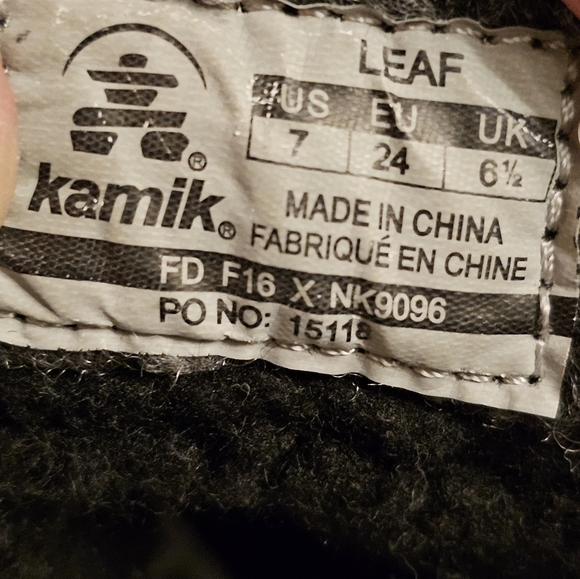 LEAF
US EU UK
7 24 6½
kamik®
MADE IN CHINA
FABRIQUÉ EN CHINE
FD F16 X NK9096
PO NO: 15118